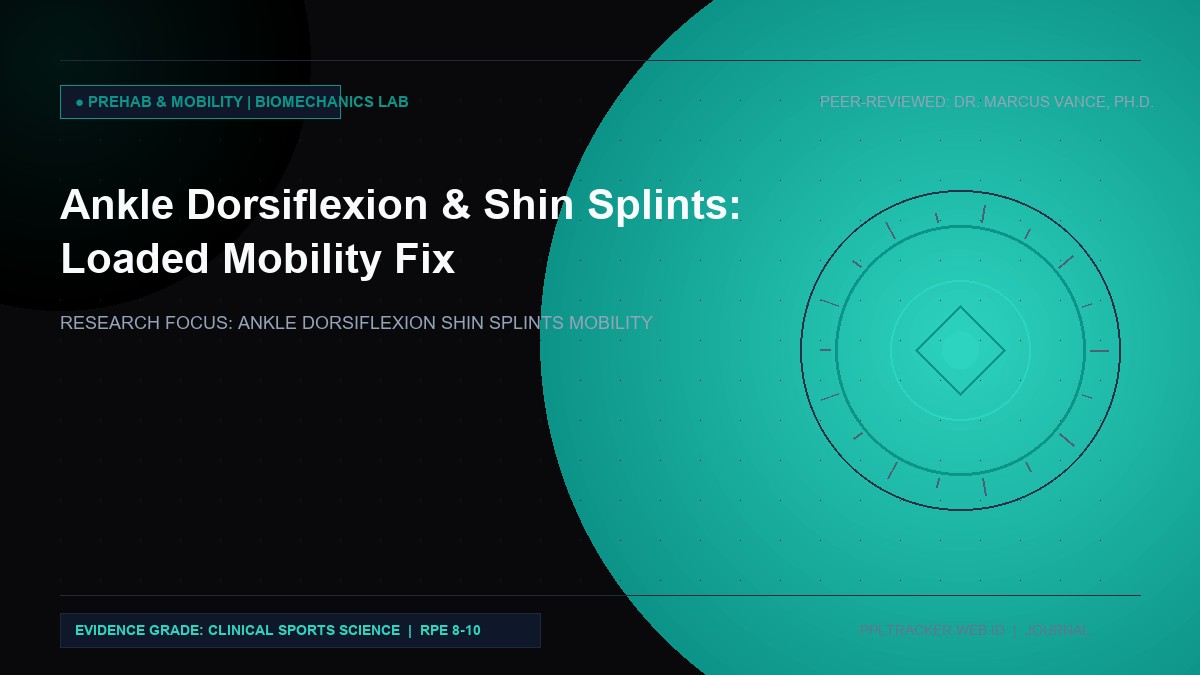 ● PREHAB & MOBILITY | BIOMECHANICS LAB
PEER-REVIEWED: DR. MARCUS VANCE, PH.D.
Ankle Dorsiflexion & Shin Splints:
Loaded Mobility Fix
RESEARCH FOCUS: ANKLE DORSIFLEXION SHIN SPLINTS MOBILITY
EVIDENCE GRADE: CLINICAL SPORTS SCIENCE | RPE 8-10
PPLTRACKER.WEB.ID | JOURNAL